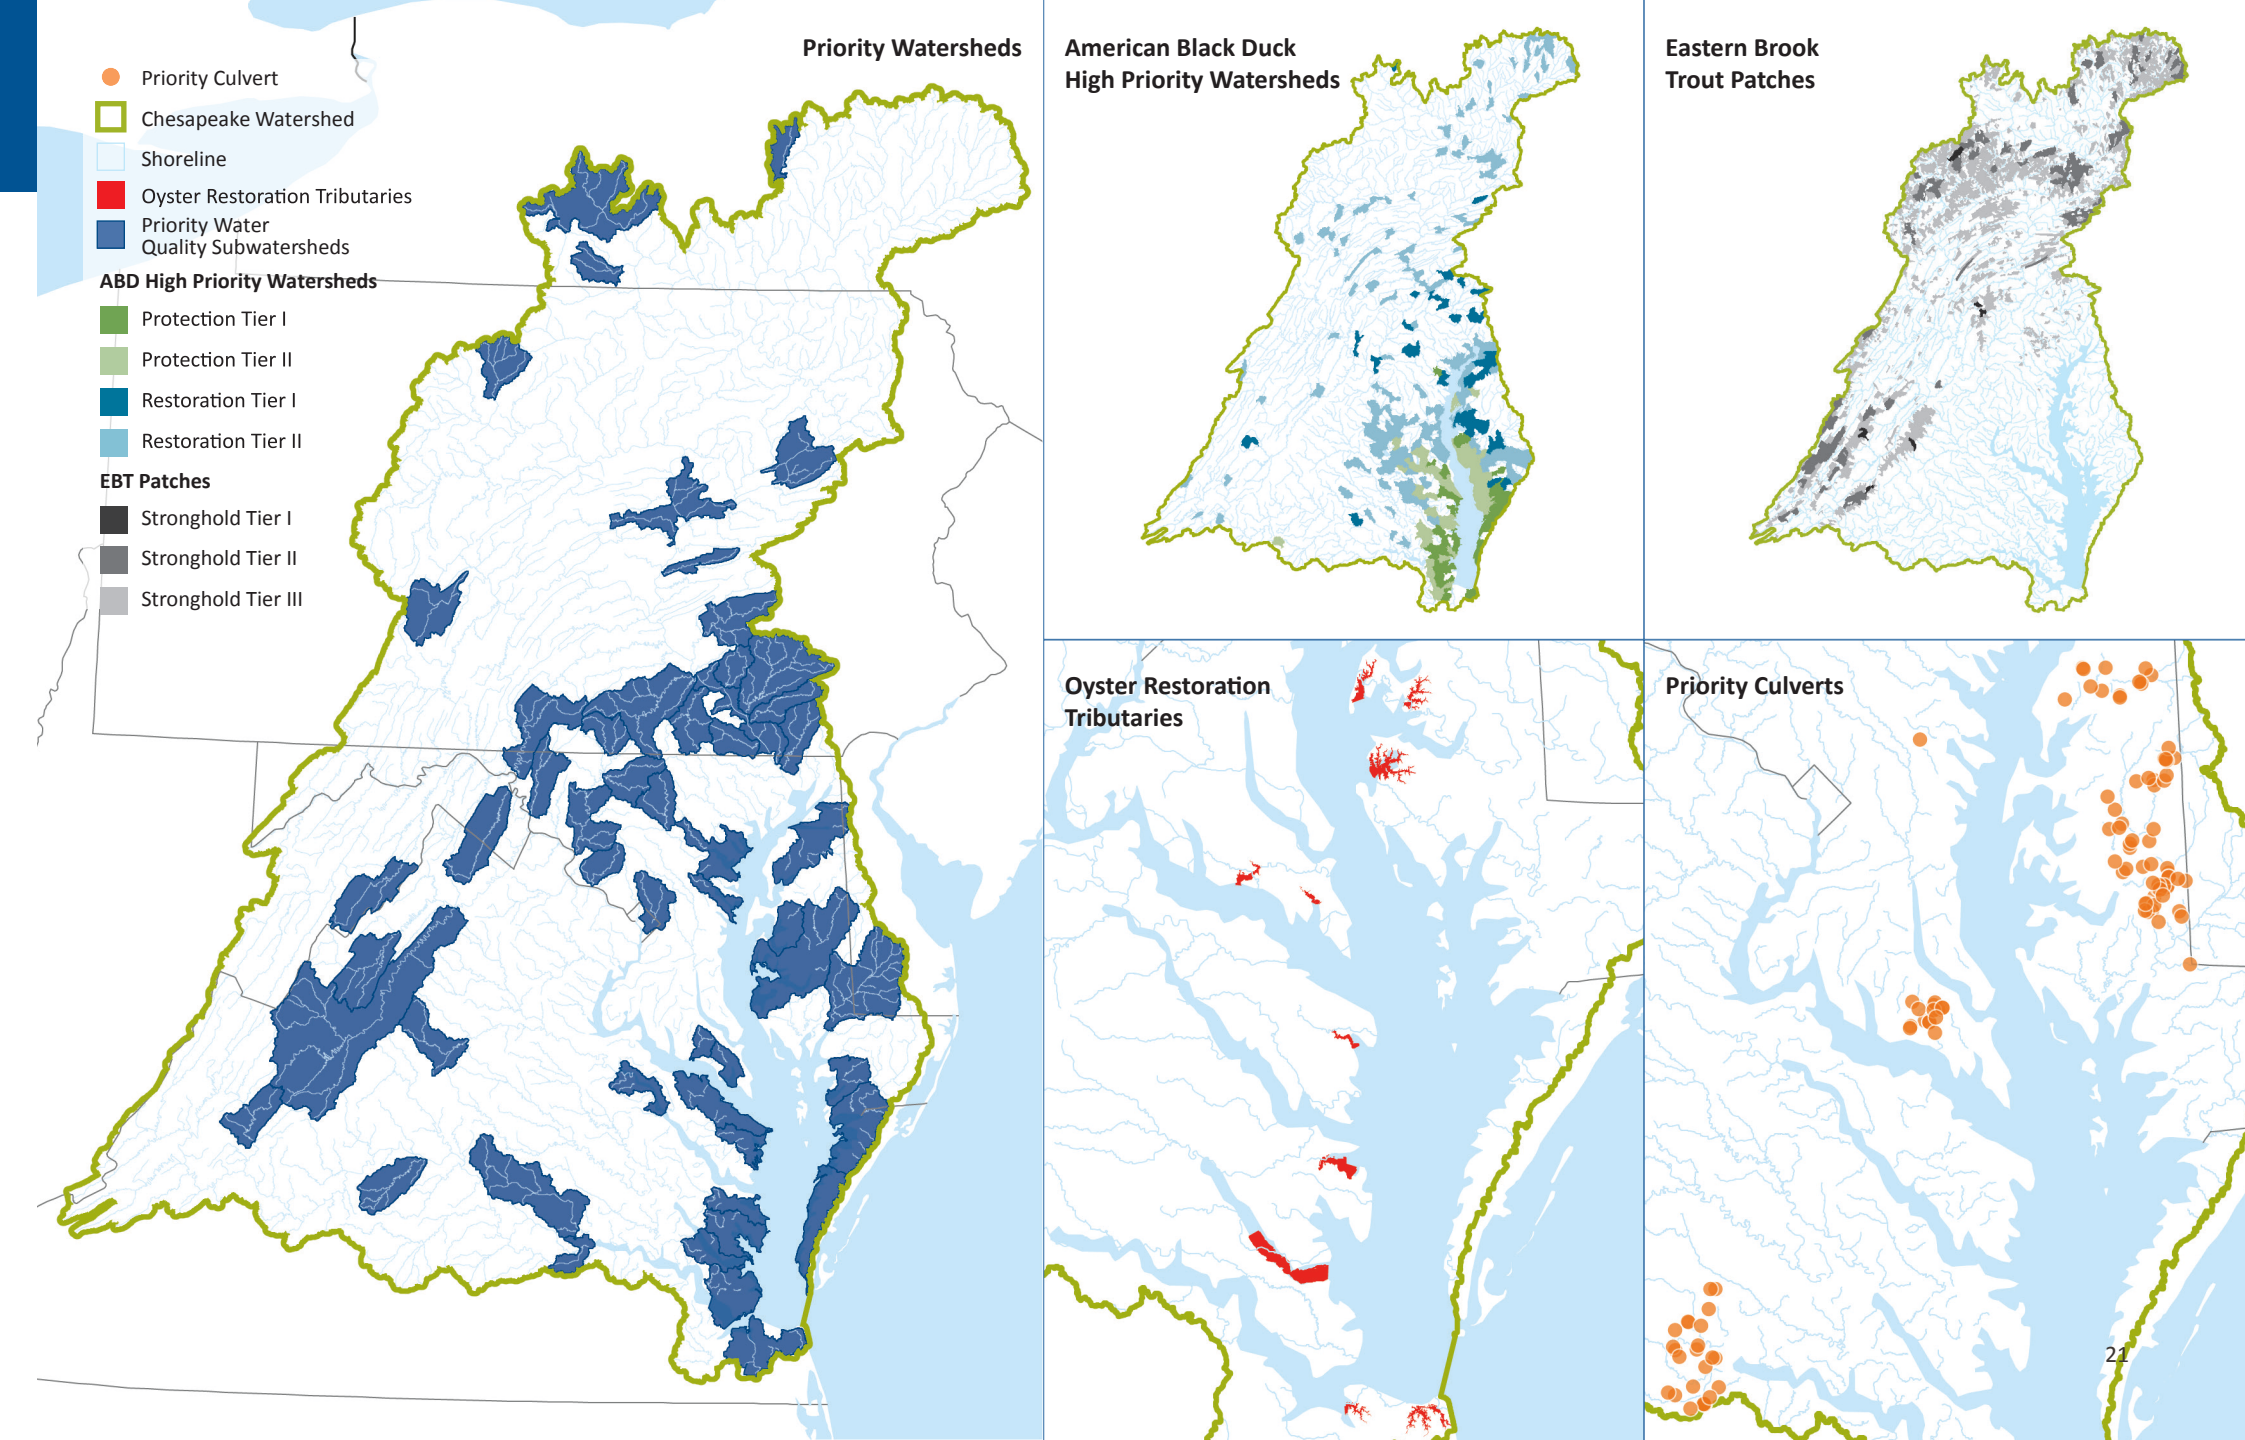 Priority Watersheds
Priority Culvert
Chesapeake Watershed
Shoreline
Oyster Restoration Tributaries
Priority Water
Quality Subwatersheds
ABD High Priority Watersheds
Protection Tier I
Protection Tier II
Restoration Tier I
Restoration Tier II
EBT Patches
Stronghold Tier I
Stronghold Tier II
Stronghold Tier III
American Black Duck
High Priority Watersheds
Eastern Brook
Trout Patches
Oyster Restoration
Tributaries
Priority Culverts
21